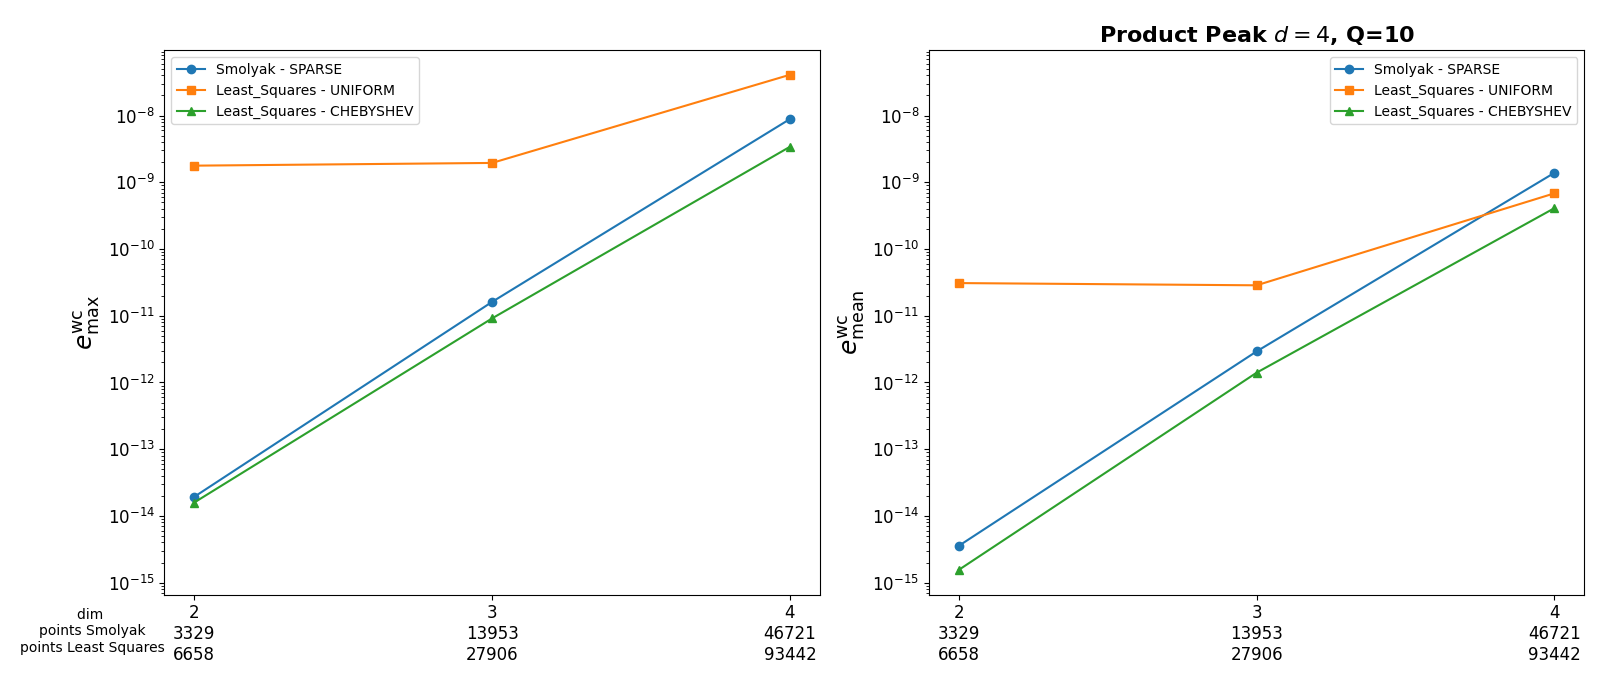 Product Peak d = 4, Q=10
Smolyak - SPARSE
Least_Squares - UNIFORM
Least_Squares - CHEBYSHEV
10⁻⁸
10⁻⁹
10⁻¹⁰
10⁻¹¹
10⁻¹²
10⁻¹³
10⁻¹⁴
10⁻¹⁵
e^wc_max
dim
2 3 4
points Smolyak
3329 13953 46721
points Least Squares
6658 27906 93442
Smolyak - SPARSE
Least_Squares - UNIFORM
Least_Squares - CHEBYSHEV
10⁻⁸
10⁻⁹
10⁻¹⁰
10⁻¹¹
10⁻¹²
10⁻¹³
10⁻¹⁴
10⁻¹⁵
e^wc_mean
2 3 4
3329 13953 46721
6658 27906 93442